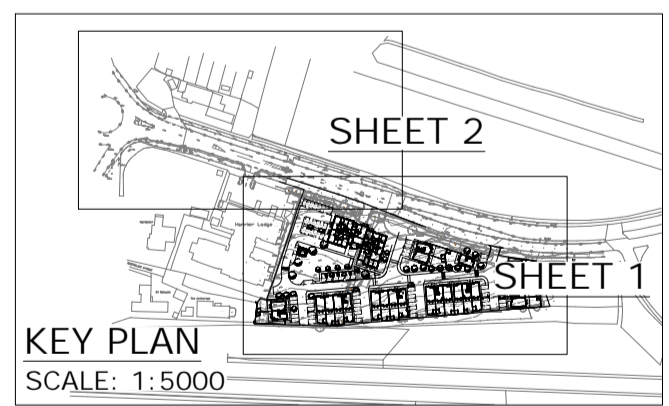 SHEET 2
Harrier Lodge
SHEET 1
KEY PLAN
SCALE: 1:5000